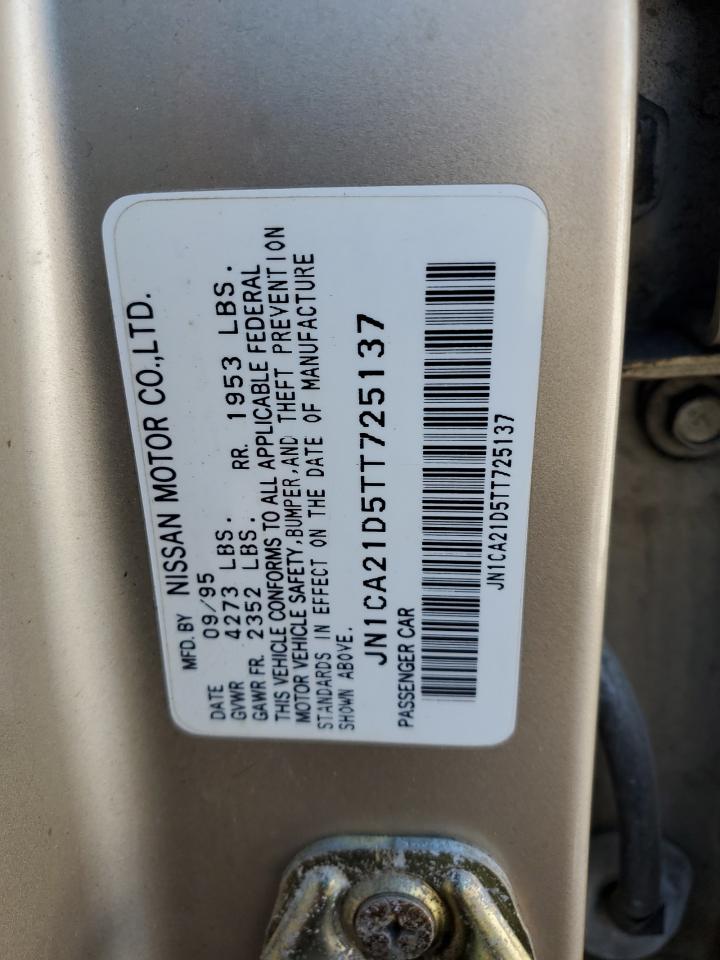 MFD. BY NISSAN MOTOR CO.,LTD.
DATE 09/95
GVWR 4273 LBS.
GAWR FR. 2352 LBS. RR. 1953 LBS.
THIS VEHICLE CONFORMS TO ALL APPLICABLE FEDERAL
MOTOR VEHICLE SAFETY,BUMPER,AND THEFT PREVENTION
STANDARDS IN EFFECT ON THE DATE OF MANUFACTURE
SHOWN ABOVE.
JN1CA21D5TT725137
PASSENGER CAR
JN1CA21D5TT725137